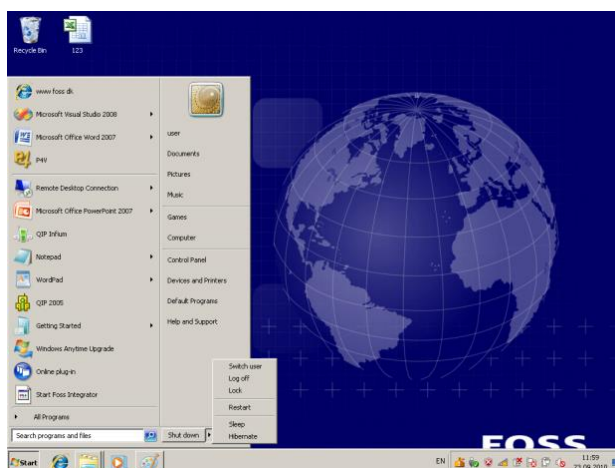 Recycle Bin
123
www foss dk
Microsoft Visual Studio 2008
Microsoft Office Word 2007
P4V
Remote Desktop Connection
Microsoft Office PowerPoint 2007
QIP Infium
Notepad
WordPad
QIP 2005
Getting Started
Windows Anytime Upgrade
Online plug-in
Start Foss Integrator
All Programs
Search programs and files
user
Documents
Pictures
Music
Games
Computer
Control Panel
Devices and Printers
Default Programs
Help and Support
Shut down
Switch user
Log off
Lock
Restart
Sleep
Hibernate
FOSS
Start
EN
11:59
23.09.2010